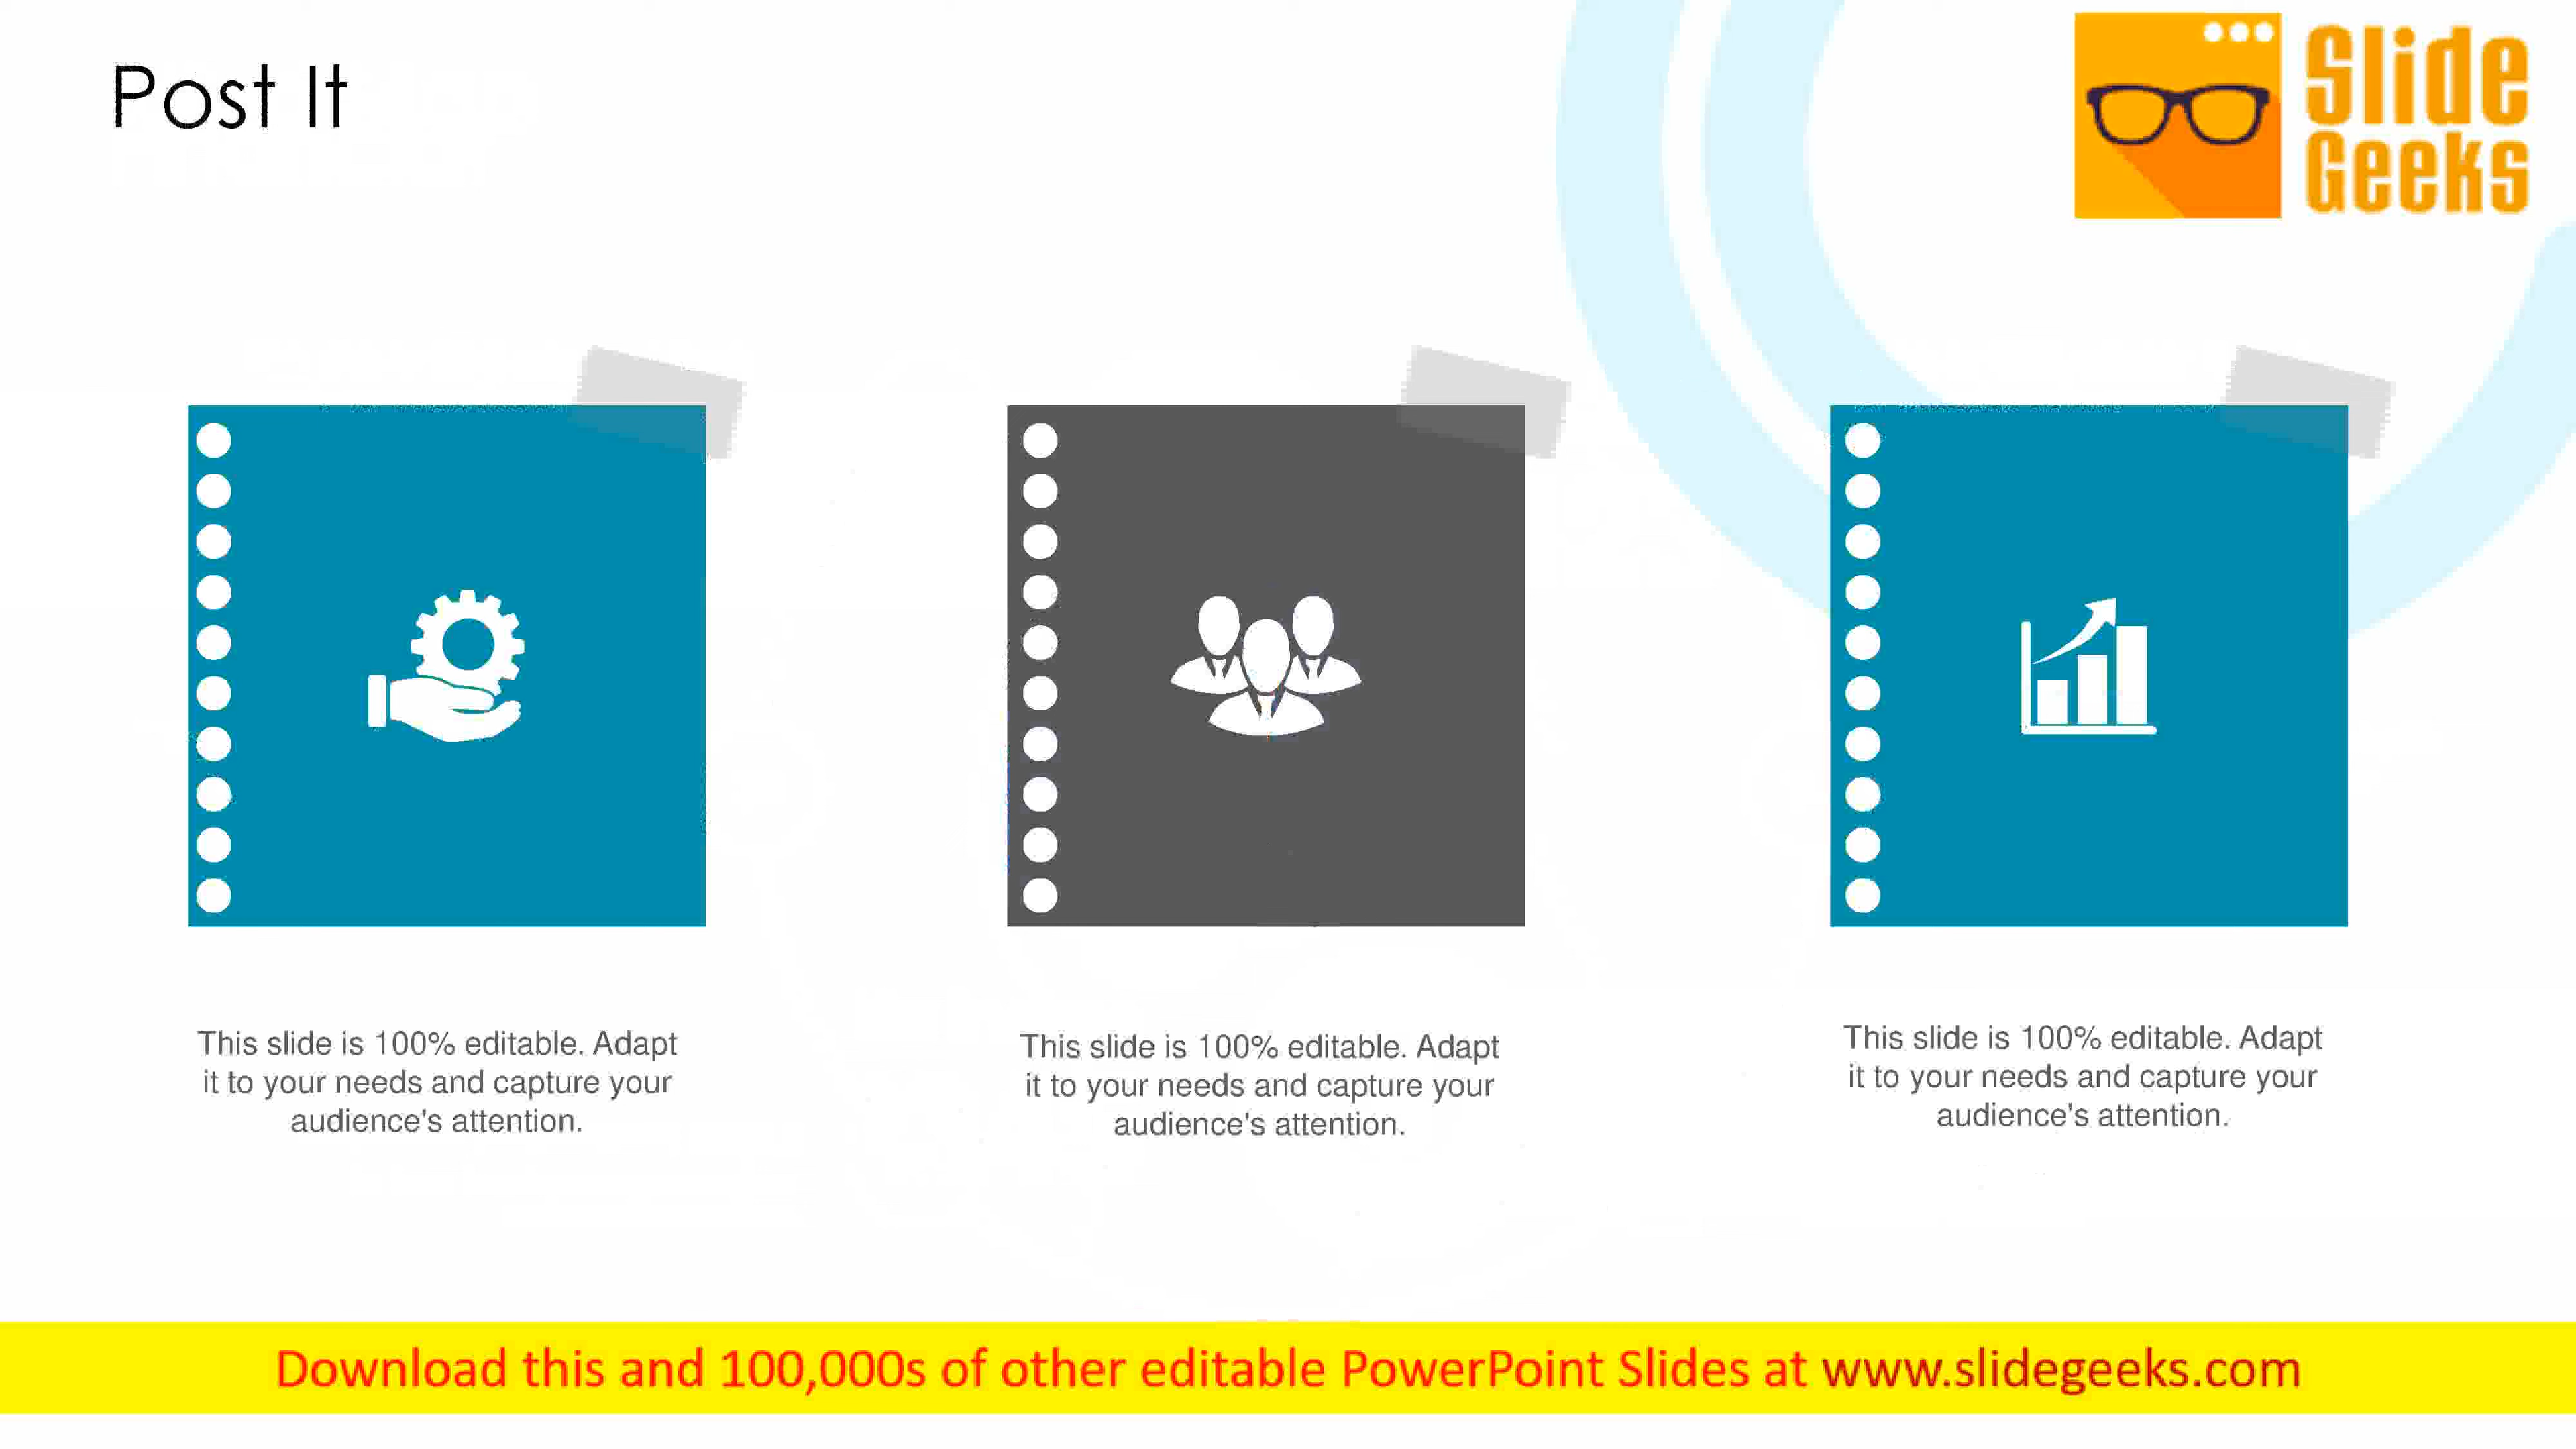 Post It
Slide
Geeks
This slide is 100% editable. Adapt
it to your needs and capture your
audience's attention.
This slide is 100% editable. Adapt
it to your needs and capture your
audience's attention.
This slide is 100% editable. Adapt
it to your needs and capture your
audience's attention.
Download this and 100,000s of other editable PowerPoint Slides at www.slidegeeks.com